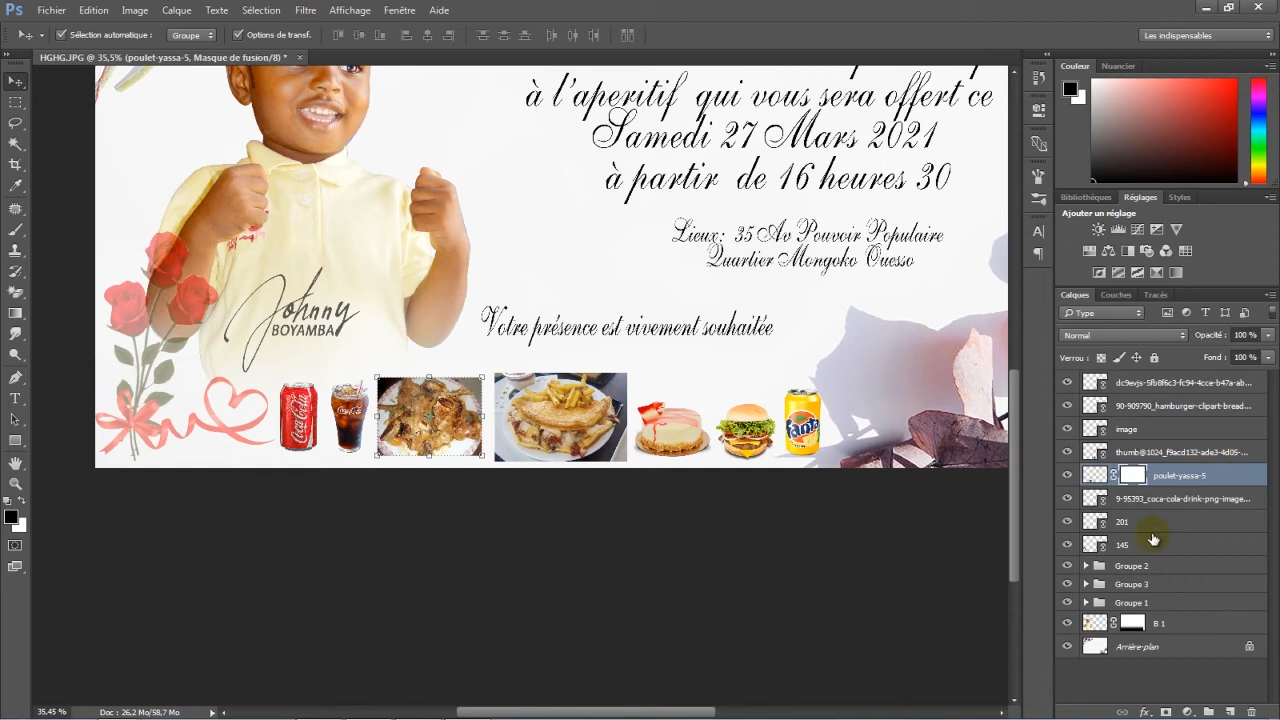 Ps Fichier Edition Image Calque Texte Sélection Filtre Affichage Fenêtre Aide
Sélection automatique : Groupe Options de transf. Les indispensables
HGHG.JPG @ 35,5% (poulet-yassa-5, Masque de fusion/8) * ×
à l'aperitif qui vous sera offert ce
Samedi 27 Mars 2021
à partir de 16 heures 30
Lieux: 35 Av Pouvoir Populaire
Quartier Mongoko Ouesso
Johnny
BOYAMBA
Votre présence est vivement souhaitée
Coca-Cola
Coca-Cola
Fanta
Couleur Nuancier
Bibliothèques Réglages Styles
Ajouter un réglage
Calques Couches Tracés
Type
Normal Opacité : 100 %
Verrou : Fond : 100 %
dc9evjs-5fb8f6c3-fc94-4cce-b47a-ab...
90-909790_hamburger-clipart-bread...
image
thumb@1024_f9acd132-ade3-4d05-...
poulet-yassa-5
9-95393_coca-cola-drink-png-image...
201
145
Groupe 2
Groupe 3
Groupe 1
B 1
Arrière-plan
35,45 % Doc : 26,2 Mo/58,7 Mo